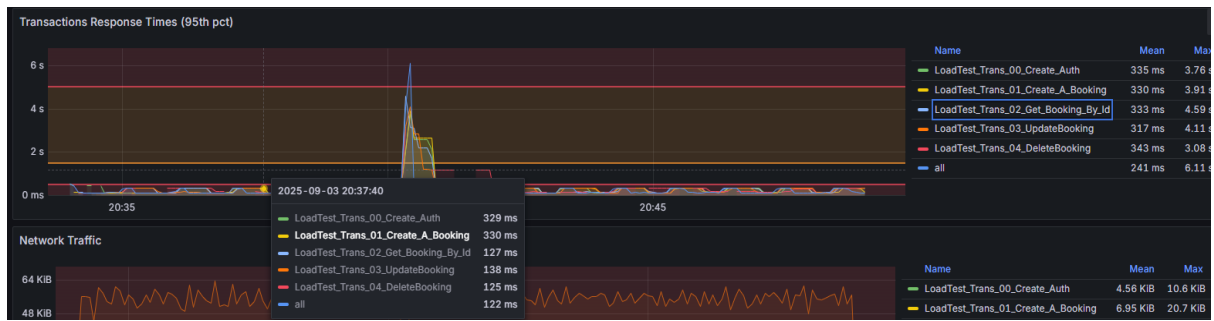 Transactions Response Times (95th pct)
6 s
4 s
2 s
0 ms
20:35
20:45
Name Mean Max
LoadTest_Trans_00_Create_Auth 335 ms 3.76 s
LoadTest_Trans_01_Create_A_Booking 330 ms 3.91 s
LoadTest_Trans_02_Get_Booking_By_Id 333 ms 4.59 s
LoadTest_Trans_03_UpdateBooking 317 ms 4.11 s
LoadTest_Trans_04_DeleteBooking 343 ms 3.08 s
all 241 ms 6.11 s
2025-09-03 20:37:40
LoadTest_Trans_00_Create_Auth 329 ms
LoadTest_Trans_01_Create_A_Booking 330 ms
LoadTest_Trans_02_Get_Booking_By_Id 127 ms
LoadTest_Trans_03_UpdateBooking 138 ms
LoadTest_Trans_04_DeleteBooking 125 ms
all 122 ms
Network Traffic
64 KiB
48 KiB
Name Mean Max
LoadTest_Trans_00_Create_Auth 4.56 KiB 10.6 KiB
LoadTest_Trans_01_Create_A_Booking 6.95 KiB 20.7 KiB